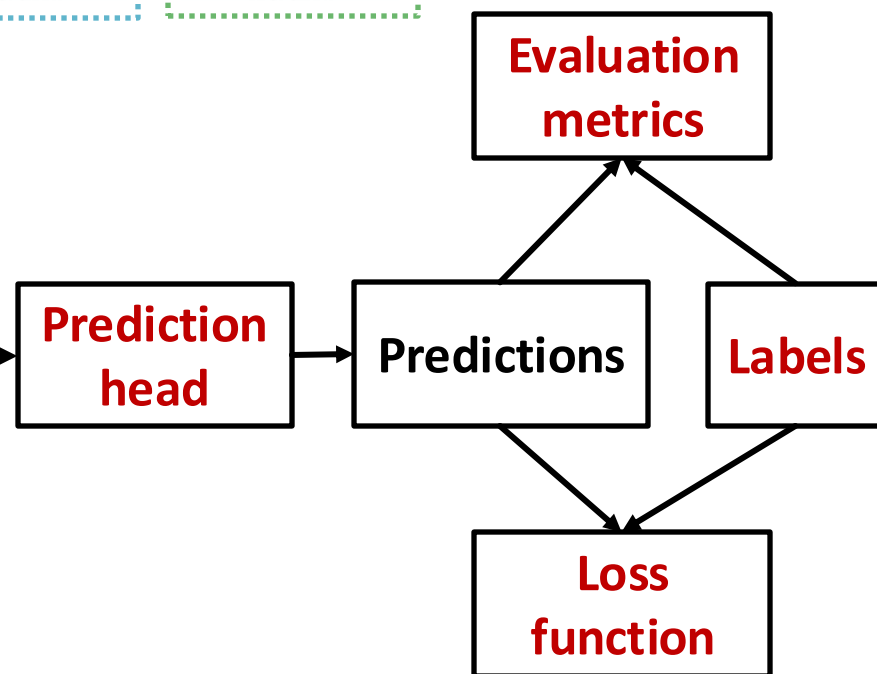 Evaluation
metrics
Prediction
head
Predictions
Labels
Loss
function